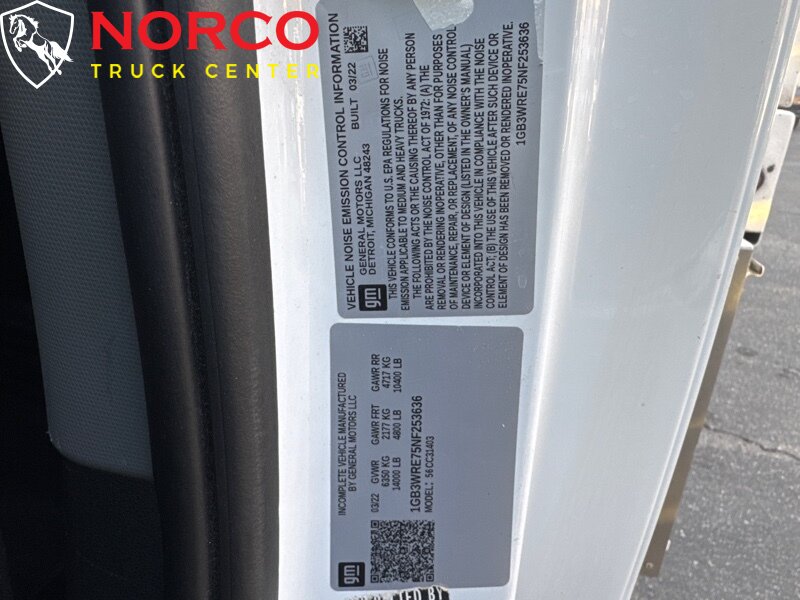 NORCO
TRUCK CENTER
VEHICLE NOISE EMISSION CONTROL INFORMATION
GENERAL MOTORS LLC BUILT 03/22
DETROIT, MICHIGAN 48243
gm
THIS VEHICLE CONFORMS TO U.S. EPA REGULATIONS FOR NOISE
EMISSION APPLICABLE TO MEDIUM AND HEAVY TRUCKS.
THE FOLLOWING ACTS OR THE CAUSING THEREOF BY ANY PERSON
ARE PROHIBITED BY THE NOISE CONTROL ACT OF 1972: (A) THE
REMOVAL OR RENDERING INOPERATIVE, OTHER THAN FOR PURPOSES
OF MAINTENANCE, REPAIR, OR REPLACEMENT, OF ANY NOISE CONTROL
DEVICE OR ELEMENT OF DESIGN (LISTED IN THE OWNER'S MANUAL)
INCORPORATED INTO THIS VEHICLE IN COMPLIANCE WITH THE NOISE
CONTROL ACT; (B) THE USE OF THIS VEHICLE AFTER SUCH DEVICE OR
ELEMENT OF DESIGN HAS BEEN REMOVED OR RENDERED INOPERATIVE.
1GB3WRE75NF253636
gm
INCOMPLETE VEHICLE MANUFACTURED
BY GENERAL MOTORS LLC
03/22 GVWR GAWR FRT GAWR RR
6350 KG 2177 KG 4717 KG
14000 LB 4800 LB 10400 LB
1GB3WRE75NF253636
MODEL: 56 CC31403
BY